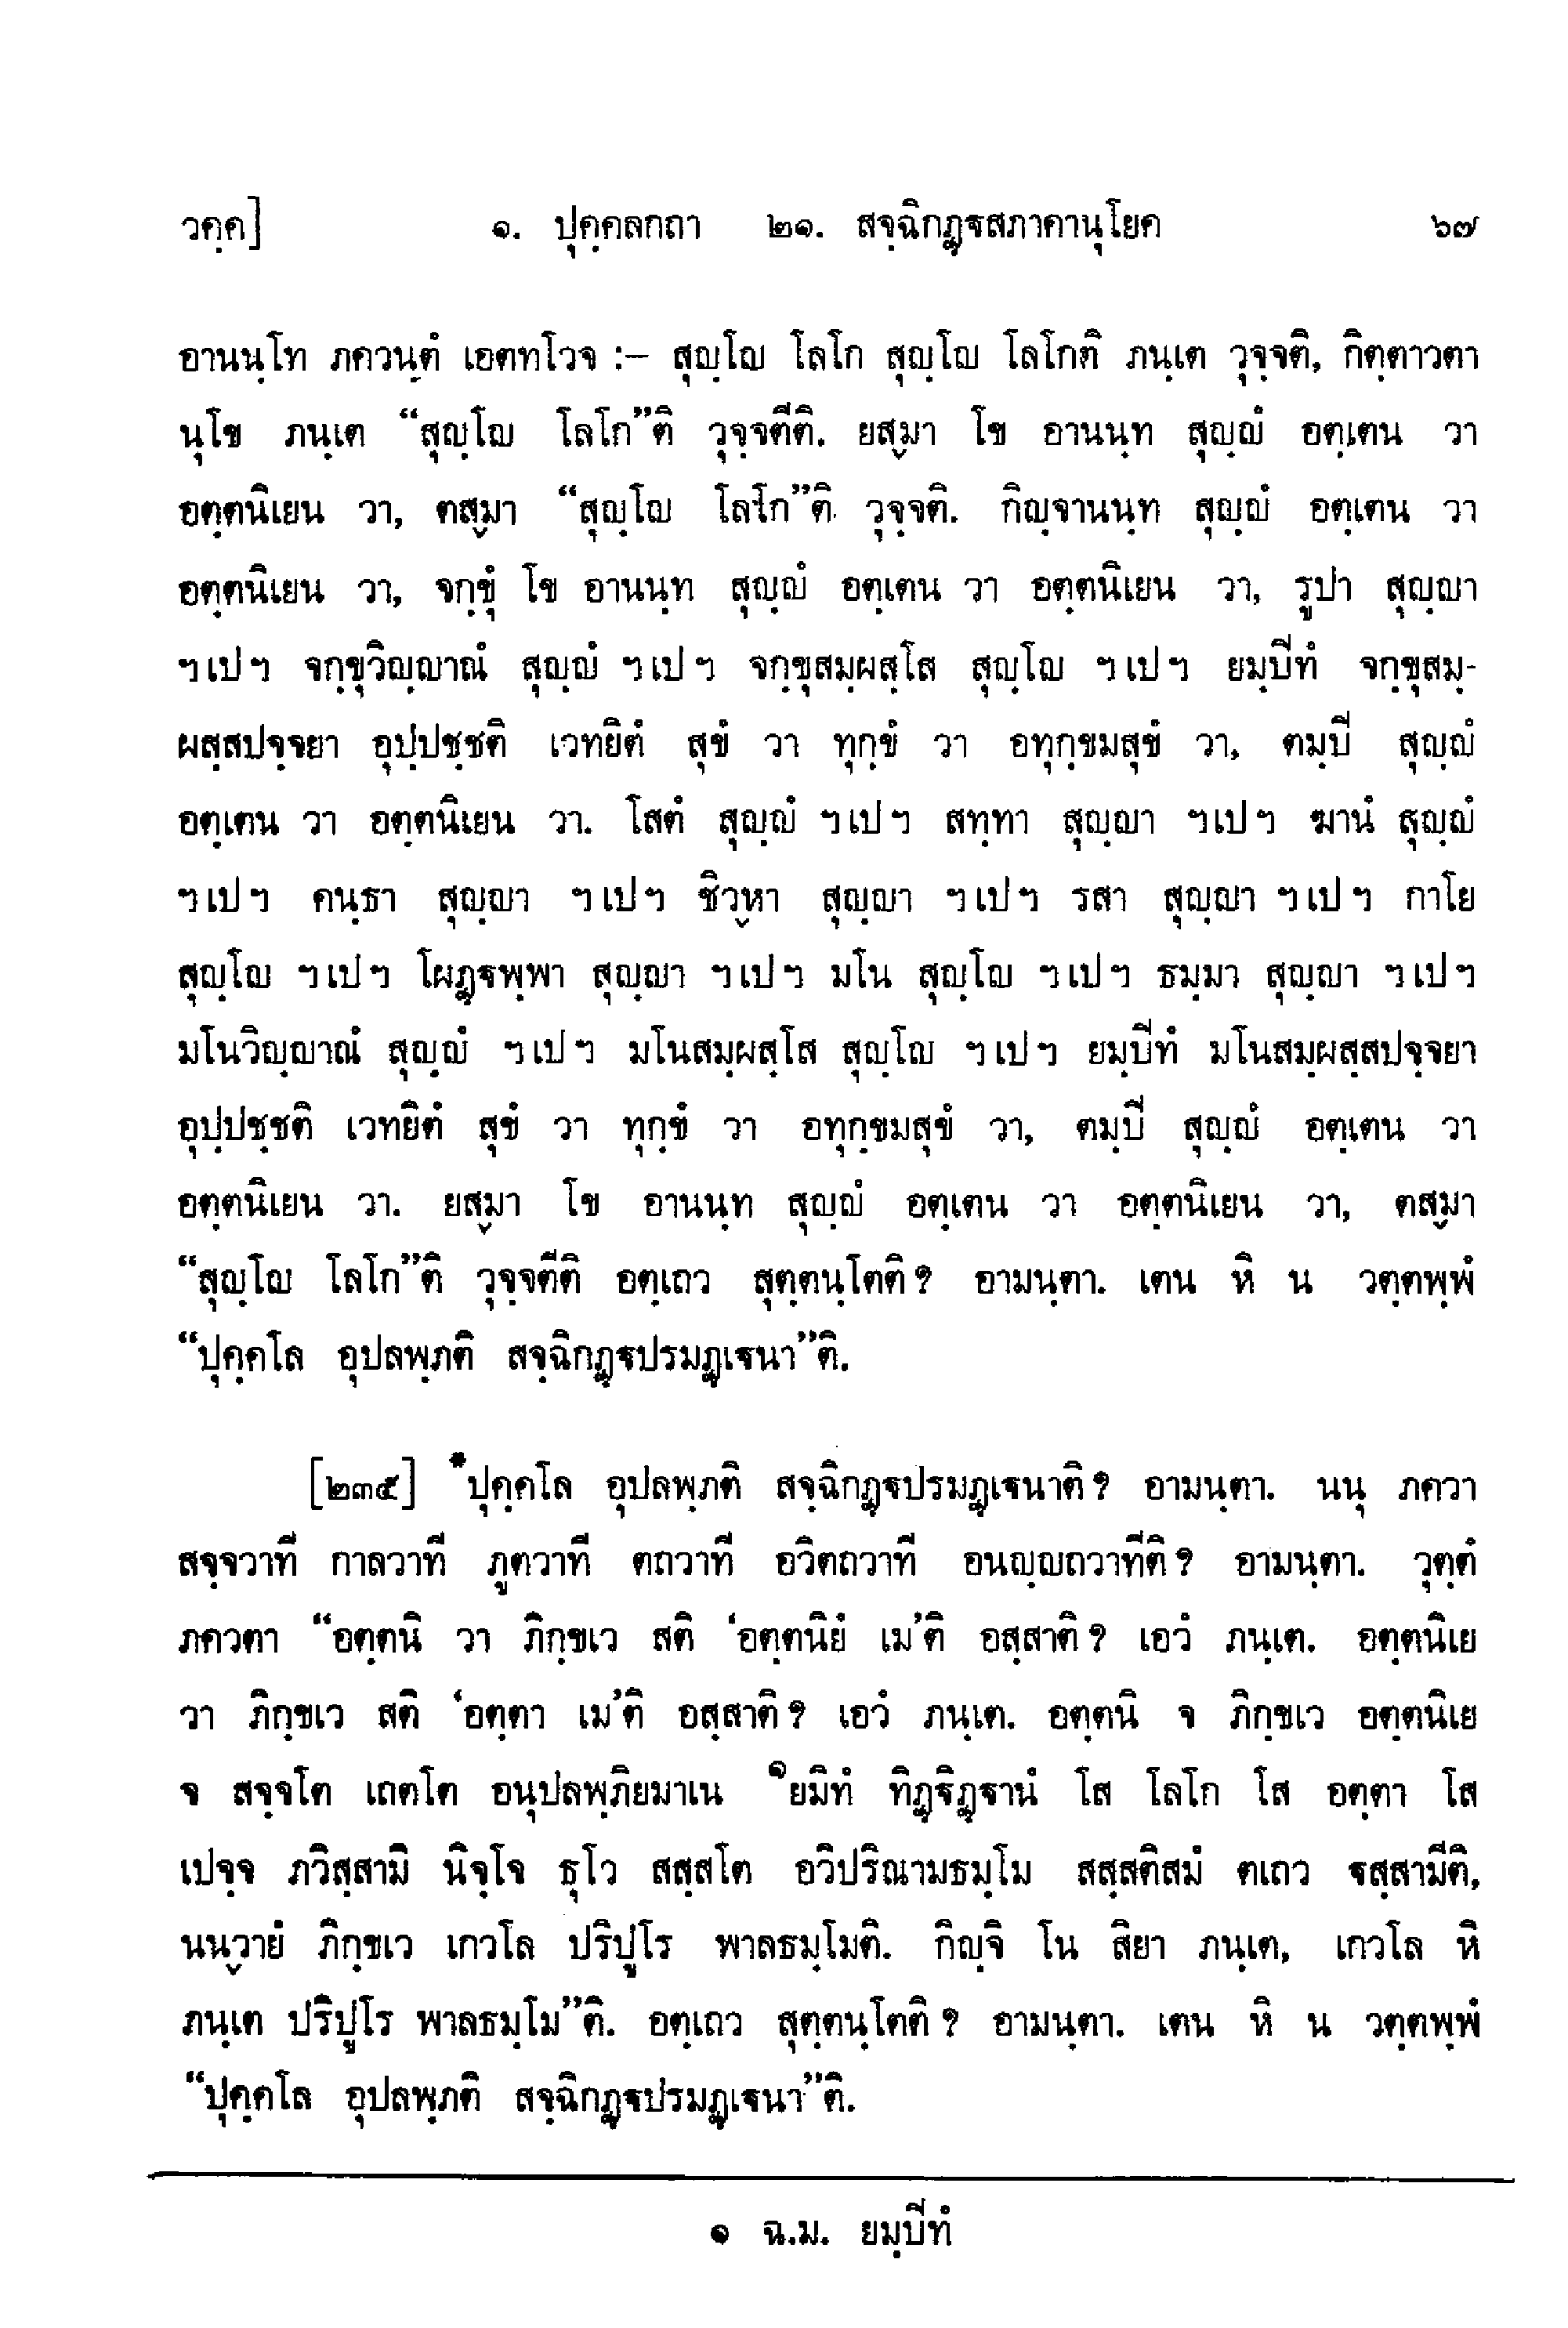 วคฺค] ๑. ปุคฺคลกถา ๒๑. สจฺฉิกฏฺฐสภาคานุโยค ๖๗
อานนฺโท ภควนฺตํ เอตทโวจ :– สุญฺโญ โลโก สุญฺโญ โลโกติ ภนฺเต วุจฺจติ, กิตฺตาวตา
นุโข ภนฺเต “สุญฺโญ โลโก”ติ วุจฺจตีติ. ยสฺมา โข อานนฺท สุญฺญํ อตฺเตน วา
อตฺตนิเยน วา, ตสฺมา “สุญฺโญ โลโก”ติ วุจฺจติ. กิญฺจานนฺท สุญฺญํ อตฺเตน วา
อตฺตนิเยน วา, จกฺขุํ โข อานนฺท สุญฺญํ อตฺเตน วา อตฺตนิเยน วา, รูปา สุญฺญา
ฯ เป ฯ จกฺขุวิญฺญาณํ สุญฺญํ ฯ เป ฯ จกฺขุสมฺผสฺโส สุญฺโญ ฯ เป ฯ ยมฺปีทํ จกฺขุสมฺ-
ผสฺสปจฺจยา อุปฺปชฺชติ เวทยิตํ สุขํ วา ทุกฺขํ วา อทุกฺขมสุขํ วา, ตมฺปิ สุญฺญํ
อตฺเตน วา อตฺตนิเยน วา. โสตํ สุญฺญํ ฯ เป ฯ สทฺทา สุญฺญา ฯ เป ฯ ฆานํ สุญฺญํ
ฯ เป ฯ คนฺธา สุญฺญา ฯ เป ฯ ชิวฺหา สุญฺญา ฯ เป ฯ รสา สุญฺญา ฯ เป ฯ กาโย
สุญฺโญ ฯ เป ฯ โผฏฺฐพฺพา สุญฺญา ฯ เป ฯ มโน สุญฺโญ ฯ เป ฯ ธมฺมา สุญฺญา ฯ เป ฯ
มโนวิญฺญาณํ สุญฺญํ ฯ เป ฯ มโนสมฺผสฺโส สุญฺโญ ฯ เป ฯ ยมฺปีทํ มโนสมฺผสฺสปจฺจยา
อุปฺปชฺชติ เวทยิตํ สุขํ วา ทุกฺขํ วา อทุกฺขมสุขํ วา, ตมฺปิ สุญฺญํ อตฺเตน วา
อตฺตนิเยน วา. ยสฺมา โข อานนฺท สุญฺญํ อตฺเตน วา อตฺตนิเยน วา, ตสฺมา
“สุญฺโญ โลโก”ติ วุจฺจตีติ อตฺเถว สุตฺตนฺโตติ ? อามนฺตา. เตน หิ น วตฺตพฺพํ
“ปุคฺคโล อุปลพฺภติ สจฺฉิกฏฺฐปรมฏฺเฐนา”ติ.
[๒๓๕] *ปุคฺคโล อุปลพฺภติ สจฺฉิกฏฺฐปรมฏฺเฐนาติ ? อามนฺตา. นนุ ภควา
สจฺจวาที กาลวาที ภูตวาที ตถวาที อวิตถวาที อนญฺญถวาทีติ ? อามนฺตา. วุตฺตํ
ภควตา “อตฺตนิ วา ภิกฺขเว สติ ‘อตฺตนิยํ เม’ติ อสฺสาติ ? เอวํ ภนฺเต. อตฺตนิเย
วา ภิกฺขเว สติ ‘อตฺตา เม’ติ อสฺสาติ ? เอวํ ภนฺเต. อตฺตนิ จ ภิกฺขเว อตฺตนิเย
จ สจฺจโต เถตโต อนุปลพฺภิยมาเน ๑ยมิทํ ทิฏฺฐิฏฺฐานํ โส โลโก โส อตฺตา โส
เปจฺจ ภวิสฺสามิ นิจฺโจ ธุโว สสฺสโต อวิปริณามธมฺโม สสฺสติสมํ ตเถว ฐสฺสามีติ,
นนฺวายํ ภิกฺขเว เกวโล ปริปูโร พาลธมฺโมติ. กิญฺจิ โน สิยา ภนฺเต, เกวโล หิ
ภนฺเต ปริปูโร พาลธมฺโม”ติ. อตฺเถว สุตฺตนฺโตติ ? อามนฺตา. เตน หิ น วตฺตพฺพํ
“ปุคฺคโล อุปลพฺภติ สจฺฉิกฏฺฐปรมฏฺเฐนา”ติ.
๑ ฉ.ม. ยมฺปีทํ